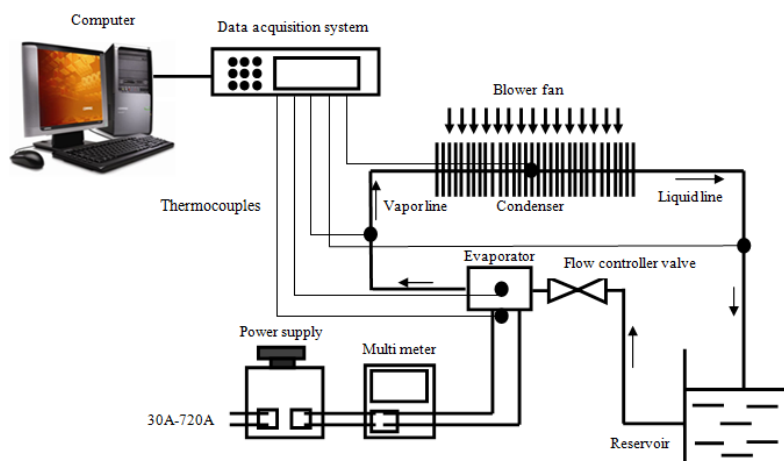 Computer
Data acquisition system
Blower fan
Thermocouples
Vapor line
Condenser
Liquid line
Evaporator
Flow controller valve
Power supply
Multi meter
30A-720A
Reservoir